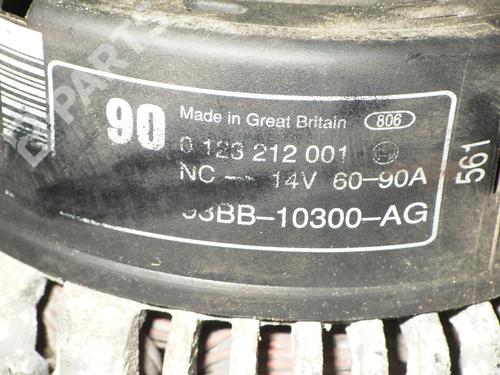 90
Made in Great Britain 806
0 123 212 001
NC 14V 60-90A
93BB-10300-AG
561